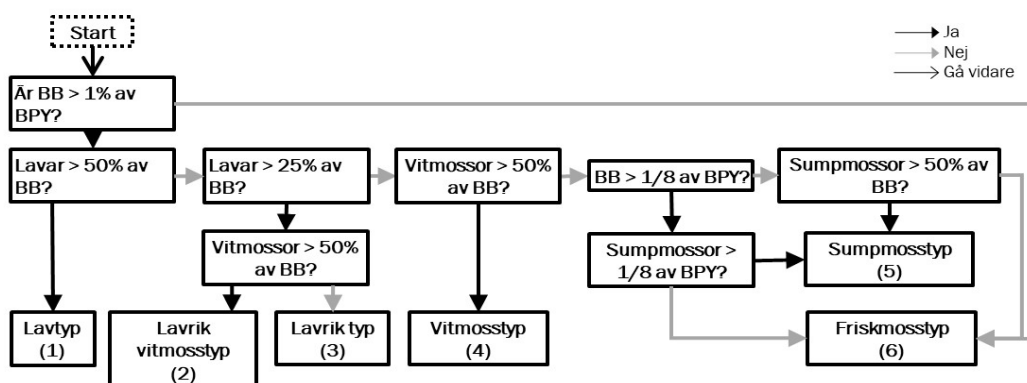 Start
Ja
Nej
Gå vidare
Är BB > 1% av
BPY?
Lavar > 50% av
BB?
Lavar > 25% av
BB?
Vitmossor > 50%
av BB?
BB > 1/8 av BPY?
Sumpmossor > 50% av
BB?
Vitmossor > 50%
av BB?
Sumpmossor >
1/8 av BPY?
Sumpmosstyp
(5)
Lavtyp
(1)
Lavrik
vitmosstyp
(2)
Lavrik typ
(3)
Vitmosstyp
(4)
Friskmosstyp
(6)